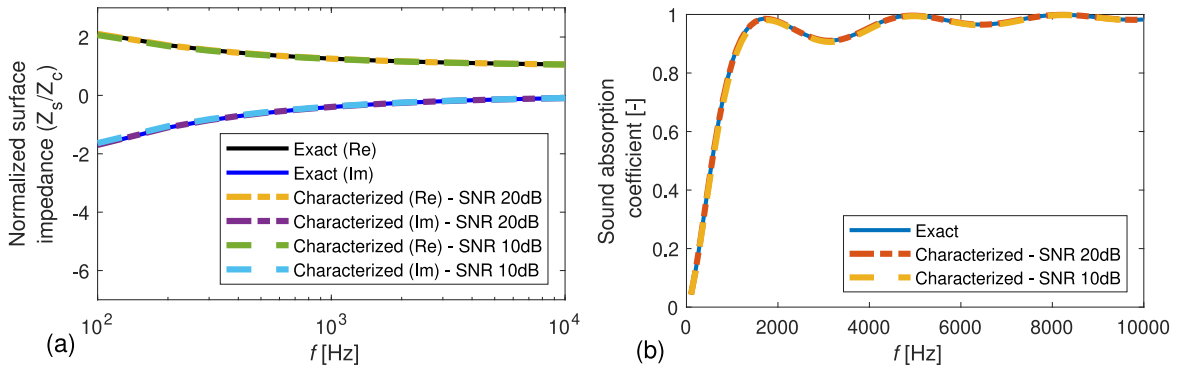 Normalized surface
impedance (Z_s/Z_c)
2
0
-2
-4
-6
Exact (Re)
Exact (Im)
Characterized (Re) - SNR 20dB
Characterized (Im) - SNR 20dB
Characterized (Re) - SNR 10dB
Characterized (Im) - SNR 10dB
10^2
10^3
10^4
(a)
f [Hz]
Sound absorption
coefficient [-]
1
0.8
0.6
0.4
0.2
0
Exact
Characterized - SNR 20dB
Characterized - SNR 10dB
0
2000
4000
6000
8000
10000
(b)
f [Hz]